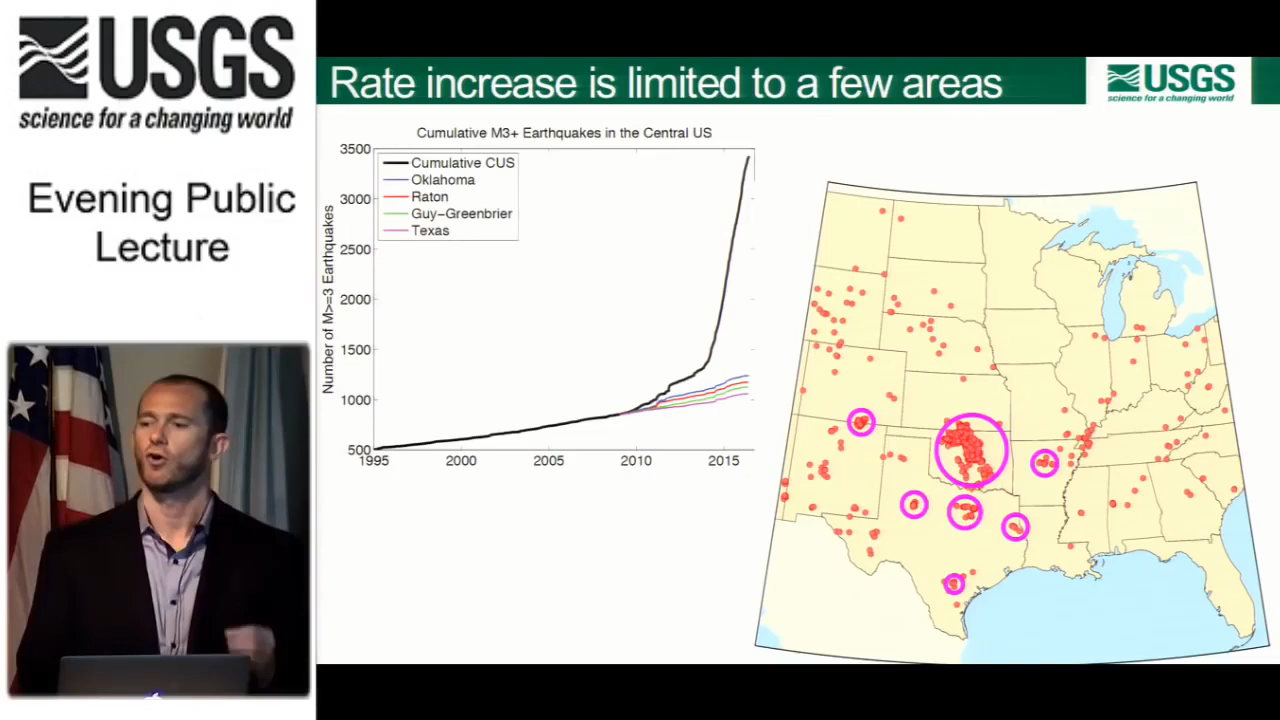 USGS
science for a changing world
Evening Public
Lecture
Rate increase is limited to a few areas
USGS
science for a changing world
Cumulative M3+ Earthquakes in the Central US
Cumulative CUS
Oklahoma
Raton
Guy-Greenbrier
Texas
Number of M>=3 Earthquakes
3500
3000
2500
2000
1500
1000
500
1995
2000
2005
2010
2015